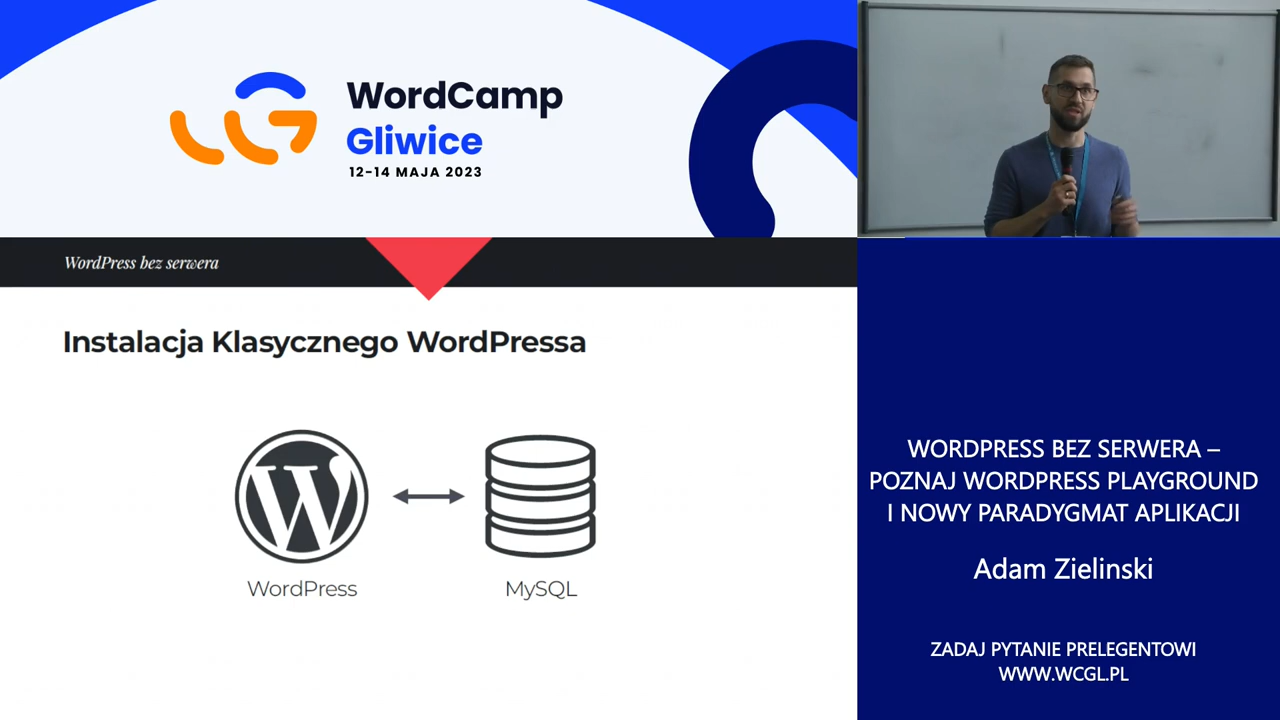 WordCamp
Gliwice
12-14 MAJA 2023
WordPress bez serwera
Instalacja Klasycznego WordPressa
WordPress
MySQL
WORDPRESS BEZ SERWERA –
POZNAJ WORDPRESS PLAYGROUND
I NOWY PARADYGMAT APLIKACJI
Adam Zielinski
ZADAJ PYTANIE PRELEGENTOWI
WWW.WCGL.PL